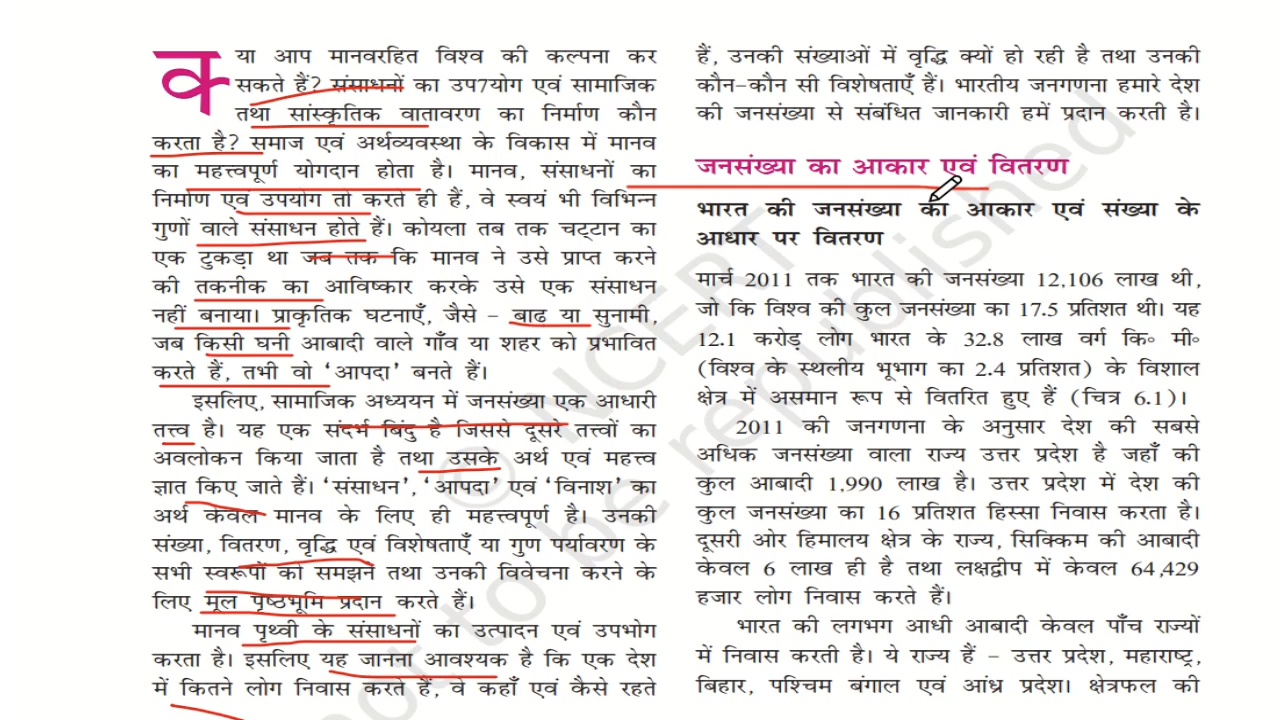 क्या आप मानवरहित विश्व की कल्पना कर
सकते हैं? संसाधनों का उप7योग एवं सामाजिक
तथा सांस्कृतिक वातावरण का निर्माण कौन
करता है? समाज एवं अर्थव्यवस्था के विकास में मानव
का महत्त्वपूर्ण योगदान होता है। मानव, संसाधनों का
निर्माण एवं उपयोग तो करते ही हैं, वे स्वयं भी विभिन्न
गुणों वाले संसाधन होते हैं। कोयला तब तक चट्टान का
एक टुकड़ा था जब तक कि मानव ने उसे प्राप्त करने
की तकनीक का आविष्कार करके उसे एक संसाधन
नहीं बनाया। प्राकृतिक घटनाएँ, जैसे – बाढ या सुनामी,
जब किसी घनी आबादी वाले गाँव या शहर को प्रभावित
करते हैं, तभी वो ‘आपदा’ बनते हैं।
इसलिए, सामाजिक अध्ययन में जनसंख्या एक आधारी
तत्त्व है। यह एक संदर्भ बिंदु है जिससे दूसरे तत्त्वों का
अवलोकन किया जाता है तथा उसके अर्थ एवं महत्त्व
ज्ञात किए जाते हैं। ‘संसाधन’, ‘आपदा’ एवं ‘विनाश’ का
अर्थ केवल मानव के लिए ही महत्त्वपूर्ण है। उनकी
संख्या, वितरण, वृद्धि एवं विशेषताएँ या गुण पर्यावरण के
सभी स्वरूपों को समझने तथा उनकी विवेचना करने के
लिए मूल पृष्ठभूमि प्रदान करते हैं।
मानव पृथ्वी के संसाधनों का उत्पादन एवं उपभोग
करता है। इसलिए यह जानना आवश्यक है कि एक देश
में कितने लोग निवास करते हैं, वे कहाँ एवं कैसे रहते
हैं, उनकी संख्याओं में वृद्धि क्यों हो रही है तथा उनकी
कौन-कौन सी विशेषताएँ हैं। भारतीय जनगणना हमारे देश
की जनसंख्या से संबंधित जानकारी हमें प्रदान करती है।
जनसंख्या का आकार एवं वितरण
भारत की जनसंख्या का आकार एवं संख्या के
आधार पर वितरण
मार्च 2011 तक भारत की जनसंख्या 12,106 लाख थी,
जो कि विश्व की कुल जनसंख्या का 17.5 प्रतिशत थी। यह
12.1 करोड़ लोग भारत के 32.8 लाख वर्ग कि॰ मी॰
(विश्व के स्थलीय भूभाग का 2.4 प्रतिशत) के विशाल
क्षेत्र में असमान रूप से वितरित हुए हैं (चित्र 6.1)।
2011 की जनगणना के अनुसार देश की सबसे
अधिक जनसंख्या वाला राज्य उत्तर प्रदेश है जहाँ की
कुल आबादी 1,990 लाख है। उत्तर प्रदेश में देश की
कुल जनसंख्या का 16 प्रतिशत हिस्सा निवास करता है।
दूसरी ओर हिमालय क्षेत्र के राज्य, सिक्किम की आबादी
केवल 6 लाख ही है तथा लक्षद्वीप में केवल 64,429
हजार लोग निवास करते हैं।
भारत की लगभग आधी आबादी केवल पाँच राज्यों
में निवास करती है। ये राज्य हैं – उत्तर प्रदेश, महाराष्ट्र,
बिहार, पश्चिम बंगाल एवं आंध्र प्रदेश। क्षेत्रफल की
© NCERT
not to be republished